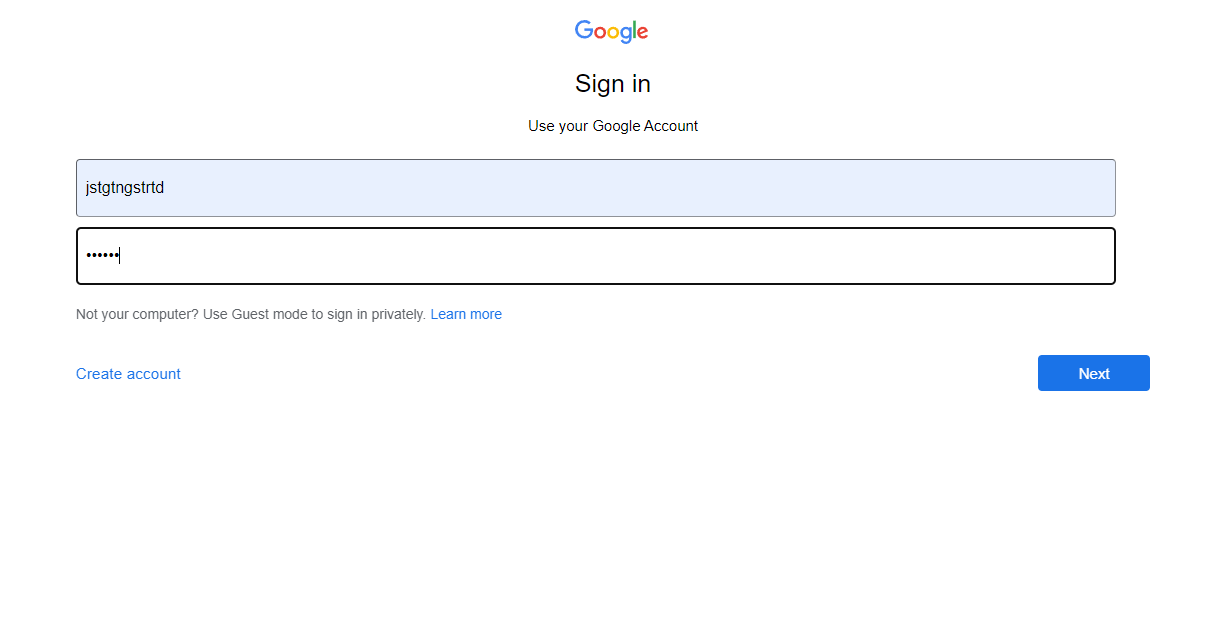 Google
Sign in
Use your Google Account
jstgtngstrtd
••••••
Not your computer? Use Guest mode to sign in privately. Learn more
Create account
Next